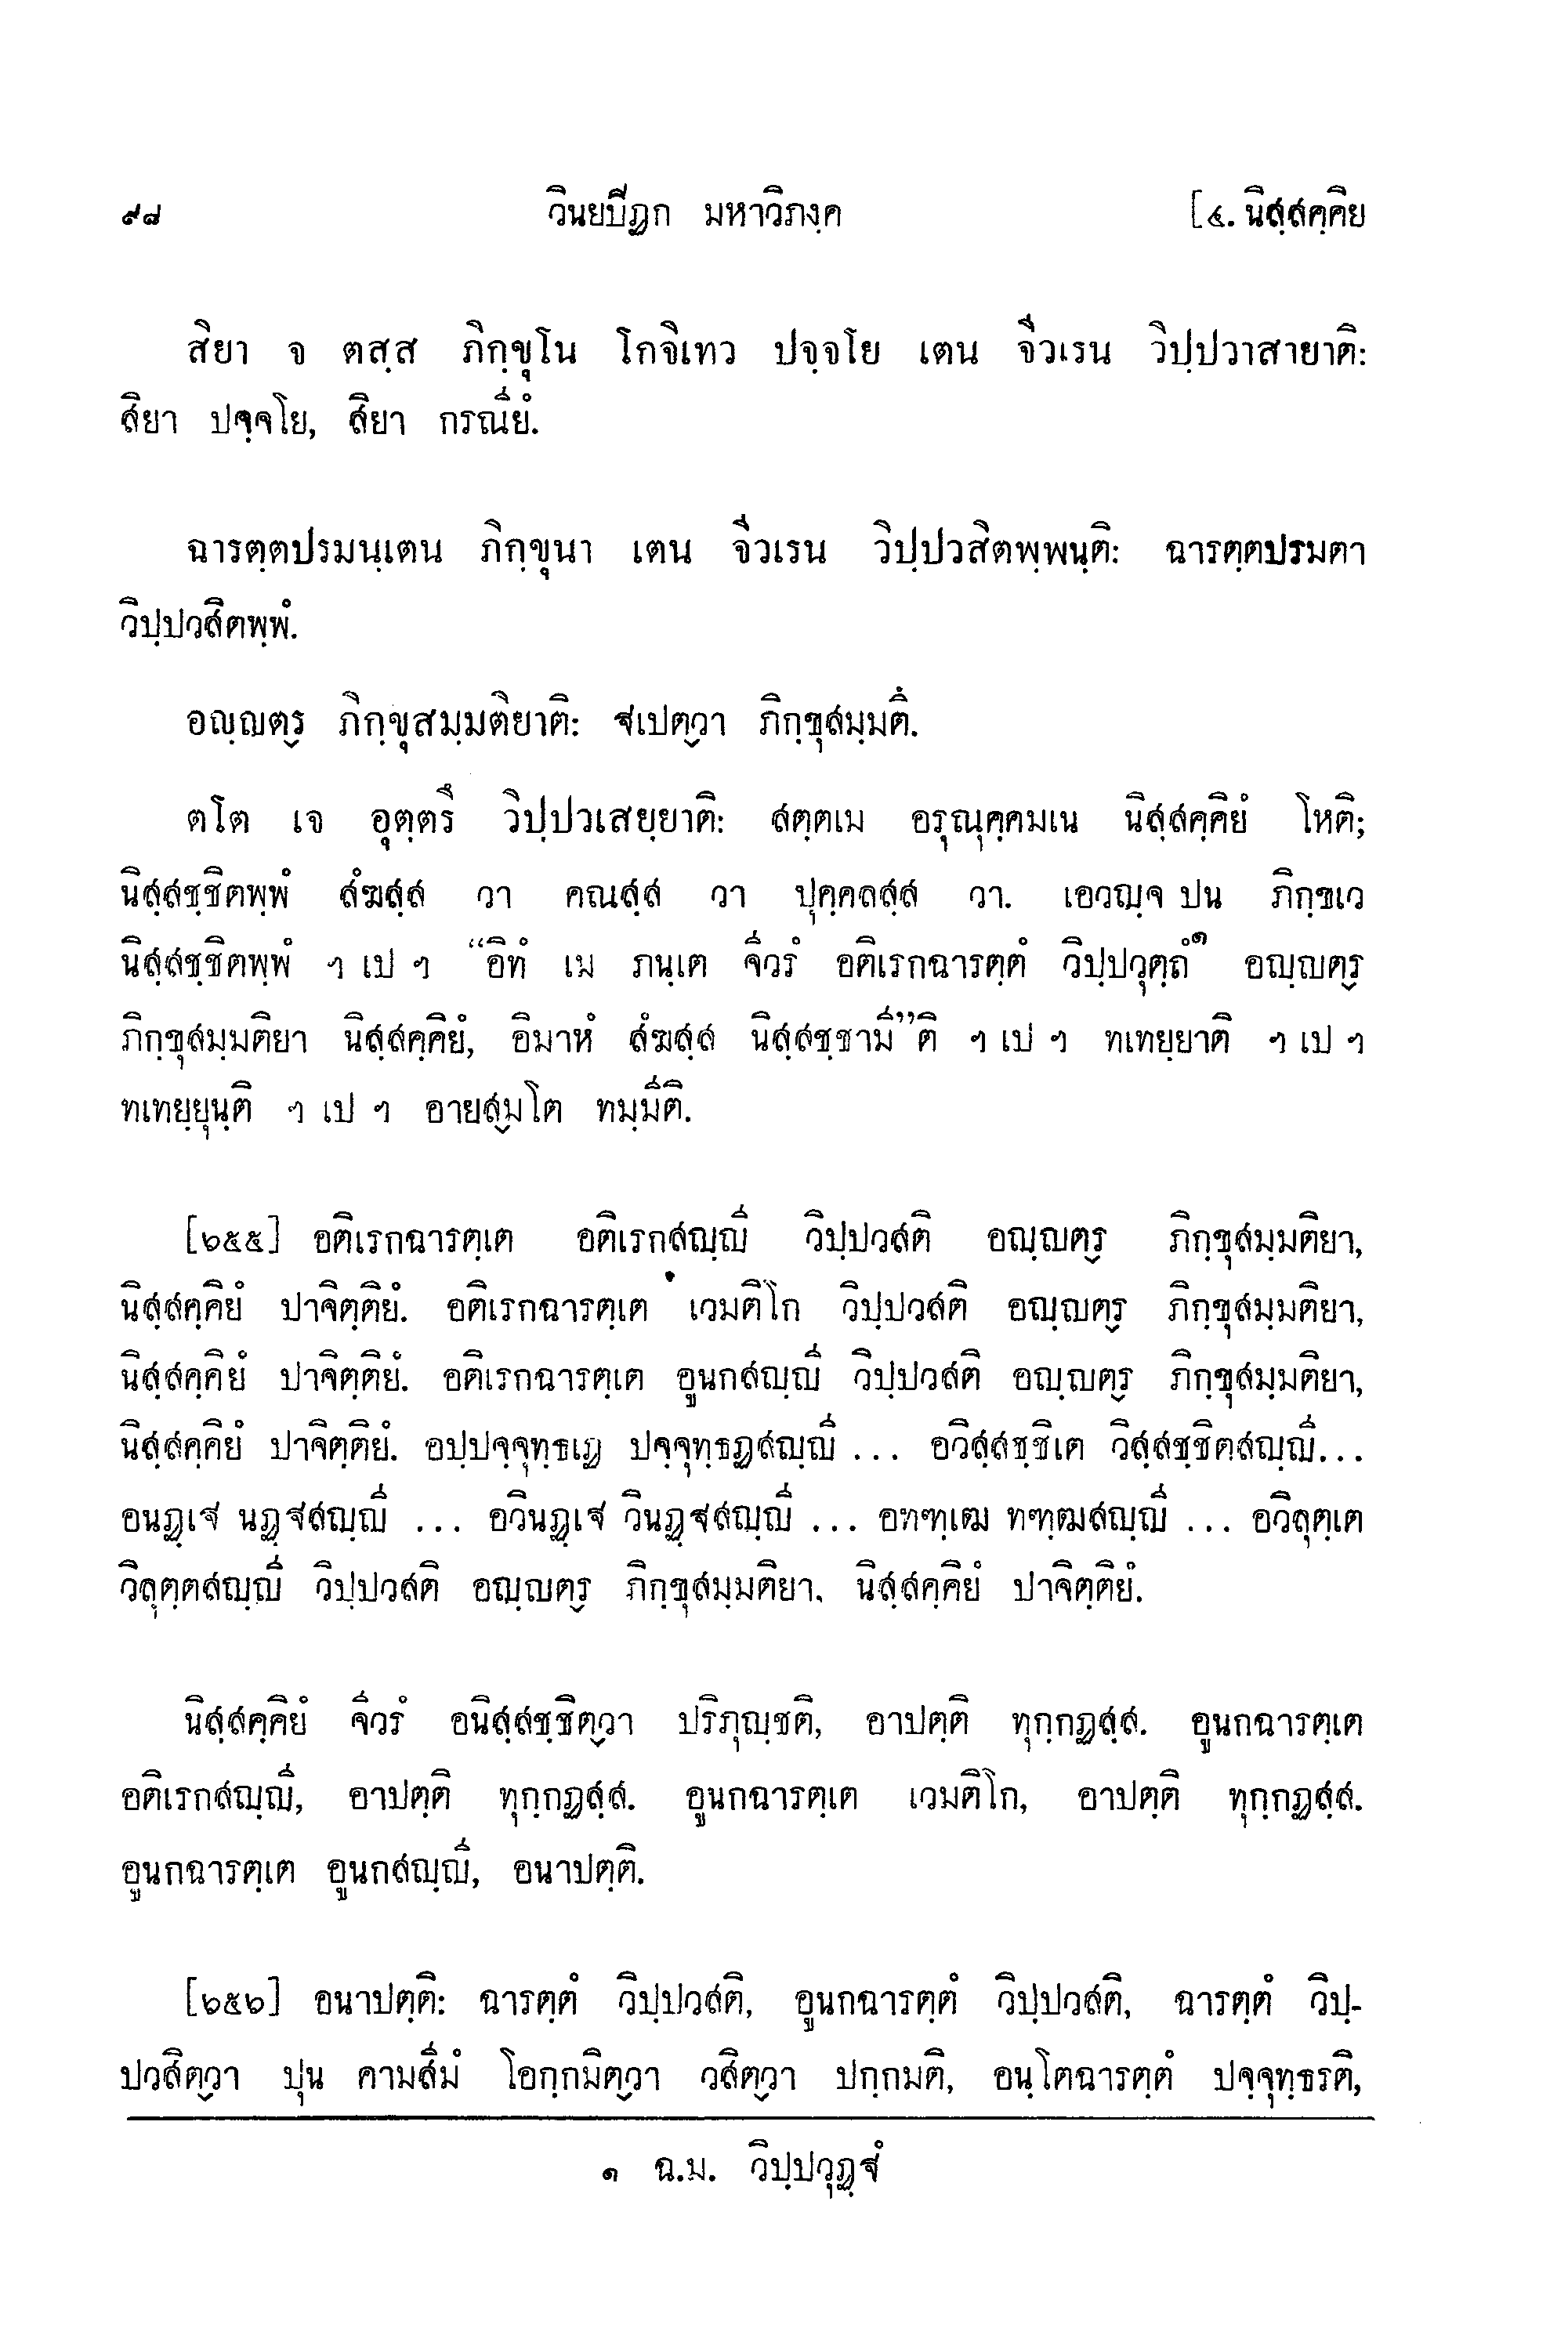 ๙๘ วินยปิฏก มหาวิภงฺค [๔. นิสฺสคฺคิย
สิยา จ ตสฺส ภิกฺขุโน โกจิเทว ปจฺจโย เตน จีวเรน วิปฺปวาสายาติ:
สิยา ปจฺจโย, สิยา กรณียํ.
ฉารตฺตปรมนฺเตน ภิกฺขุนา เตน จีวเรน วิปฺปวสิตพฺพนฺติ: ฉารตฺตปรมตา
วิปฺปวสิตพฺพํ.
อญฺญตฺร ภิกฺขุสมฺมติยาติ: ฐเปตฺวา ภิกฺขุสมฺมตึ.
ตโต เจ อุตฺตรึ วิปฺปวเสยฺยาติ: สตฺตเม อรุณุคฺคมเน นิสฺสคฺคิยํ โหติ;
นิสฺสชฺชิตพฺพํ สํฆสฺส วา คณสฺส วา ปุคฺคลสฺส วา. เอวญฺจ ปน ภิกฺขเว
นิสฺสชฺชิตพฺพํ ฯ เป ฯ “อิทํ เม ภนฺเต จีวรํ อติเรกฉารตฺตํ วิปฺปวุตฺถํ๑ อญฺญตฺร
ภิกฺขุสมฺมติยา นิสฺสคฺคิยํ, อิมาหํ สํฆสฺส นิสฺสชฺชามี”ติ ฯ เป ฯ ทเทยฺยาติ ฯ เป ฯ
ทเทยฺยุนฺติ ฯ เป ฯ อายสฺมโต ทมฺมีติ.
[๖๕๕] อติเรกฉารตฺเต อติเรกสญฺญี วิปฺปวสติ อญฺญตฺร ภิกฺขุสมฺมติยา,
นิสฺสคฺคิยํ ปาจิตฺติยํ. อติเรกฉารตฺเต เวมติโก วิปฺปวสติ อญฺญตฺร ภิกฺขุสมฺมติยา,
นิสฺสคฺคิยํ ปาจิตฺติยํ. อติเรกฉารตฺเต อูนกสญฺญี วิปฺปวสติ อญฺญตฺร ภิกฺขุสมฺมติยา,
นิสฺสคฺคิยํ ปาจิตฺติยํ. อปฺปจฺจุทฺธเฏ ปจฺจุทฺธฏสญฺญี ... อวิสฺสชฺชิเต วิสฺสชฺชิตสญฺญี...
อนฏฺเฐ นฏฺฐสญฺญี ... อวินฏฺเฐ วินฏฺฐสญฺญี ... อทฑฺเฒ ทฑฺฒสญฺญี ... อวิลุตฺเต
วิลุตฺตสญฺญี วิปฺปวสติ อญฺญตฺร ภิกฺขุสมฺมติยา, นิสฺสคฺคิยํ ปาจิตฺติยํ.
นิสฺสคฺคิยํ จีวรํ อนิสฺสชฺชิตฺวา ปริภุญฺชติ, อาปตฺติ ทุกฺกฏสฺส. อูนกฉารตฺเต
อติเรกสญฺญี, อาปตฺติ ทุกฺกฏสฺส. อูนกฉารตฺเต เวมติโก, อาปตฺติ ทุกฺกฏสฺส.
อูนกฉารตฺเต อูนกสญฺญี, อนาปตฺติ.
[๖๕๖] อนาปตฺติ: ฉารตฺตํ วิปฺปวสติ, อูนกฉารตฺตํ วิปฺปวสติ, ฉารตฺตํ วิปฺ-
ปวสิตฺวา ปุน คามสีมํ โอกฺกมิตฺวา วสิตฺวา ปกฺกมติ, อนฺโตฉารตฺตํ ปจฺจุทฺธรติ,
๑ ฉ.ม. วิปฺปวุฏฺฐํ